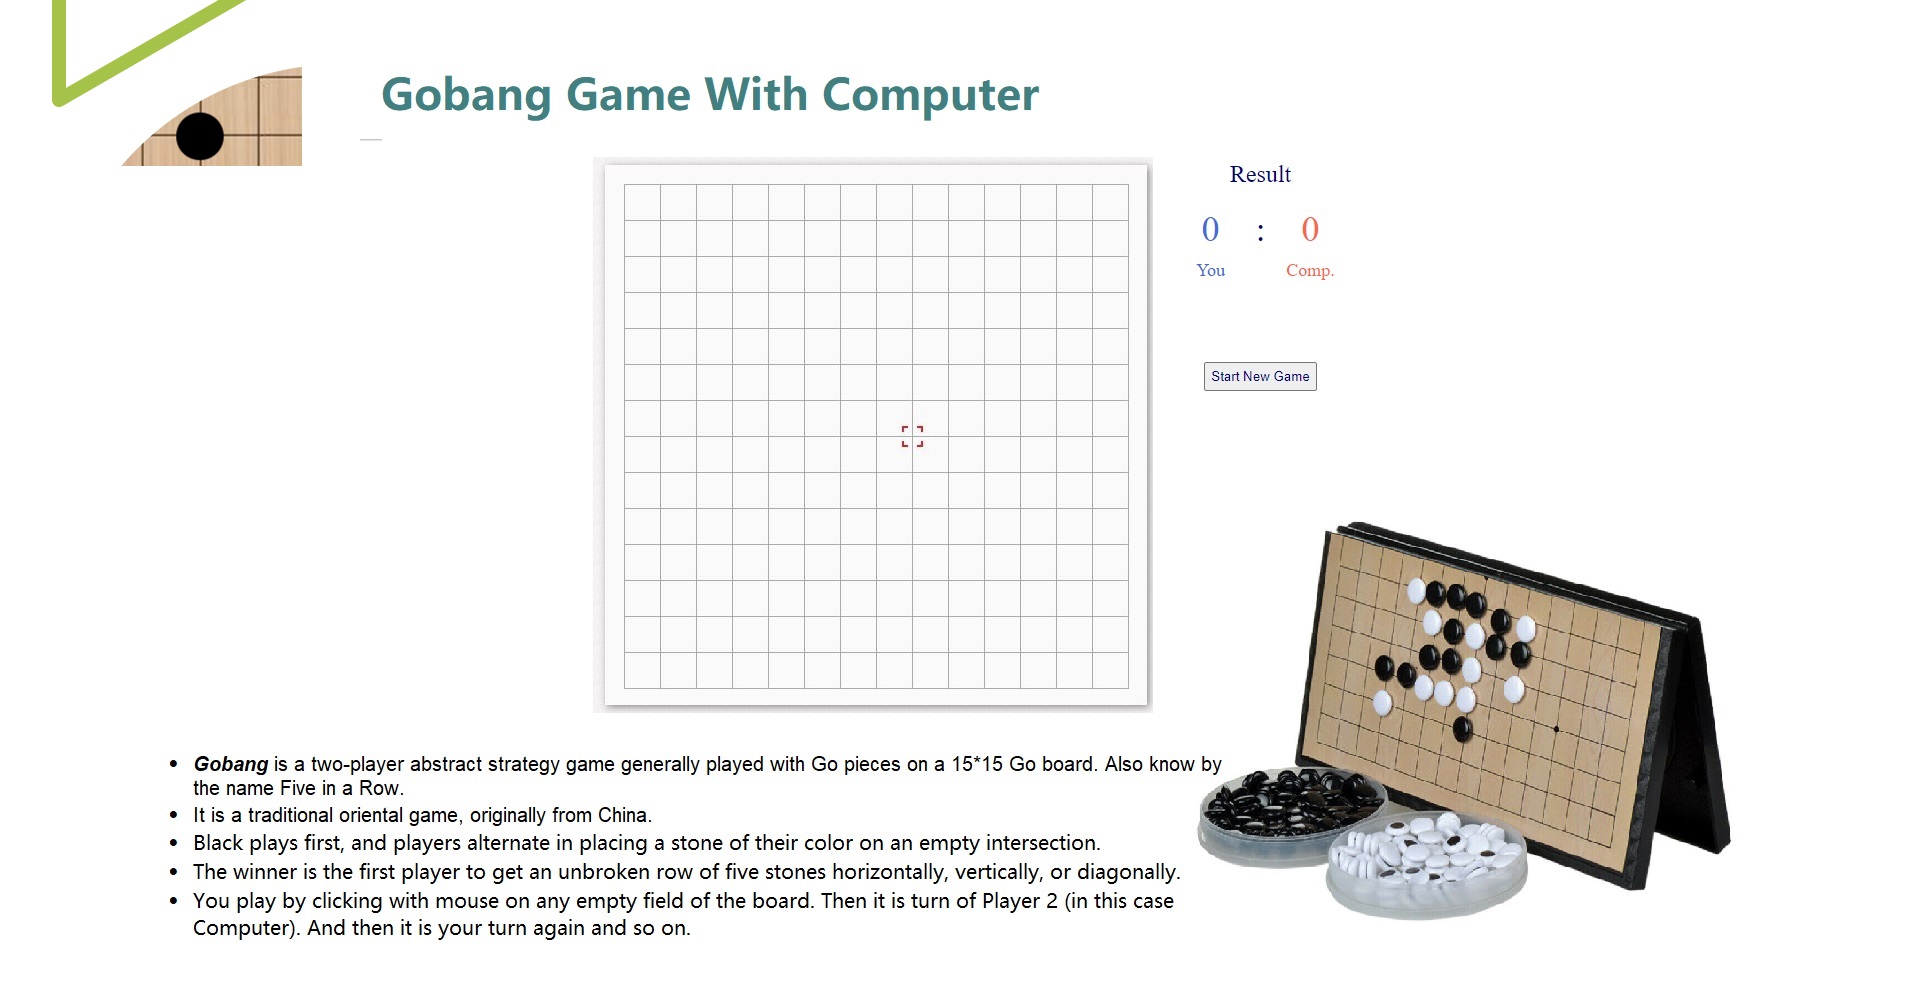 Gobang Game With Computer
Result
0 : 0
You Comp.
Start New Game
Gobang is a two-player abstract strategy game generally played with Go pieces on a 15*15 Go board. Also know by
the name Five in a Row.
It is a traditional oriental game, originally from China.
Black plays first, and players alternate in placing a stone of their color on an empty intersection.
The winner is the first player to get an unbroken row of five stones horizontally, vertically, or diagonally.
You play by clicking with mouse on any empty field of the board. Then it is turn of Player 2 (in this case
Computer). And then it is your turn again and so on.